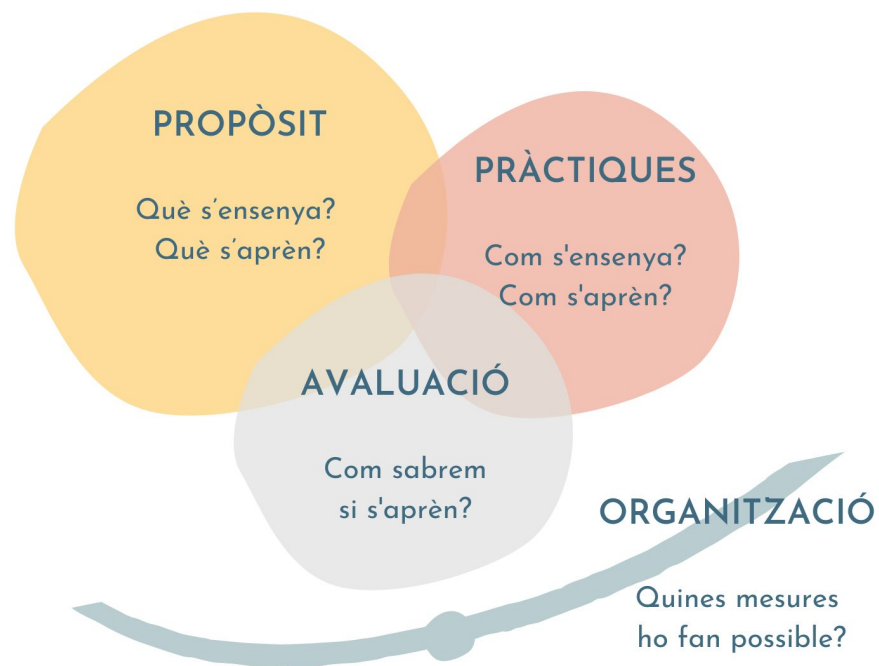 PROPÒSIT
Què s’ensenya?
Què s’aprèn?
PRÀCTIQUES
Com s'ensenya?
Com s'aprèn?
AVALUACIÓ
Com sabrem
si s'aprèn?
ORGANITZACIÓ
Quines mesures
ho fan possible?